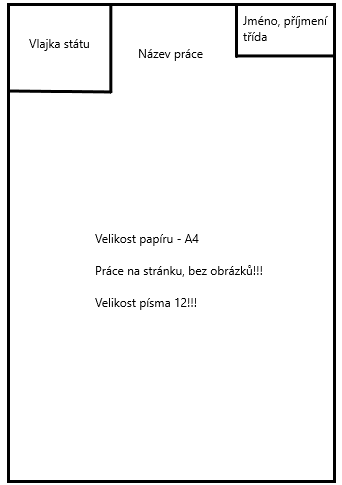 Vlajka státu
Název práce
Jméno, příjmení
třída
Velikost papíru - A4
Práce na stránku, bez obrázků!!!
Velikost písma 12!!!